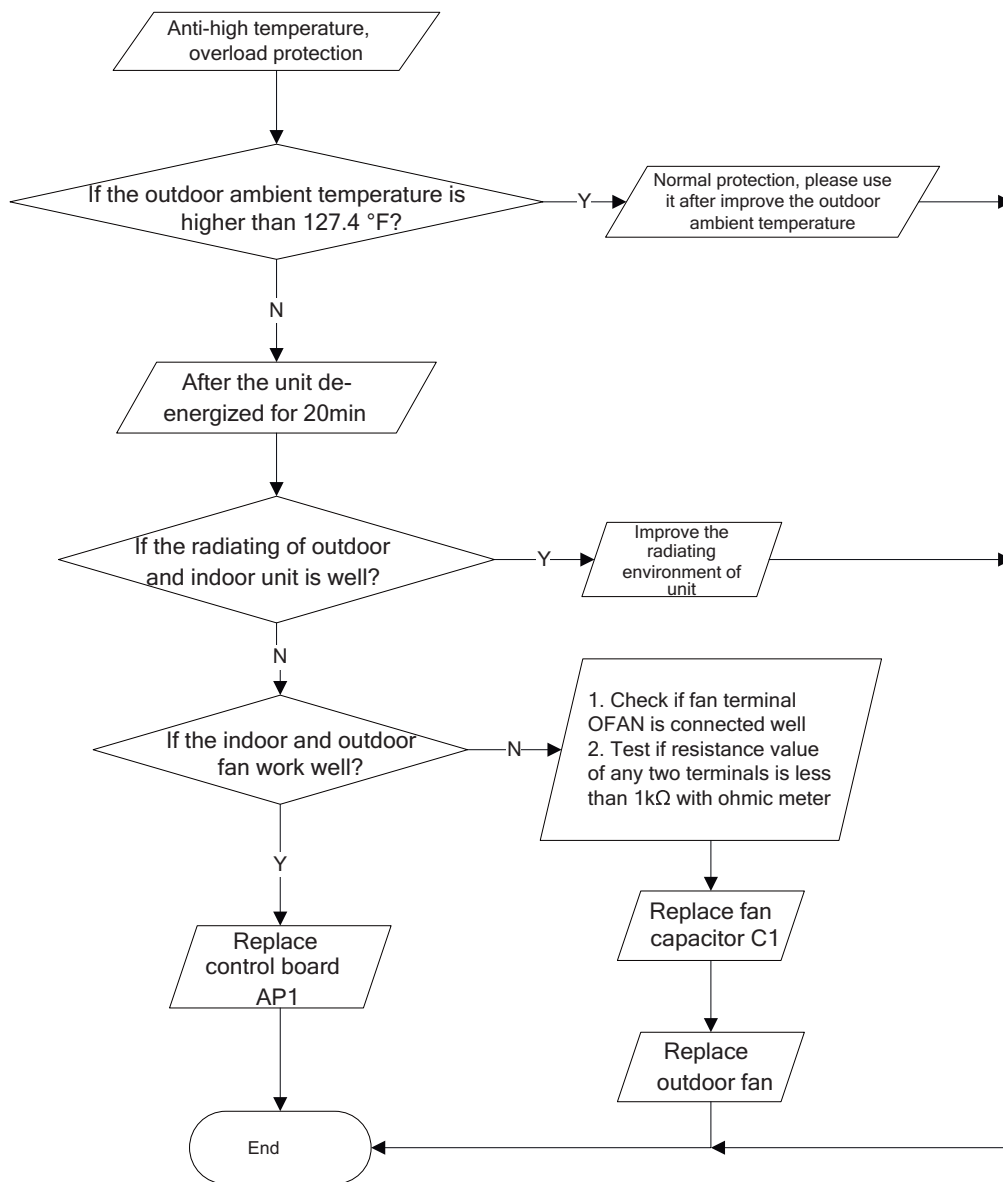 Anti-high temperature,
overload protection
If the outdoor ambient temperature is
higher than 127.4 °F?
Y
Normal protection, please use
it after improve the outdoor
ambient temperature
N
After the unit de-
energized for 20min
If the radiating of outdoor
and indoor unit is well?
Y
Improve the
radiating
environment of
unit
N
If the indoor and outdoor
fan work well?
N
1. Check if fan terminal
OFAN is connected well
2. Test if resistance value
of any two terminals is less
than 1kΩ with ohmic meter
Y
Replace
control board
AP1
Replace fan
capacitor C1
Replace
outdoor fan
End